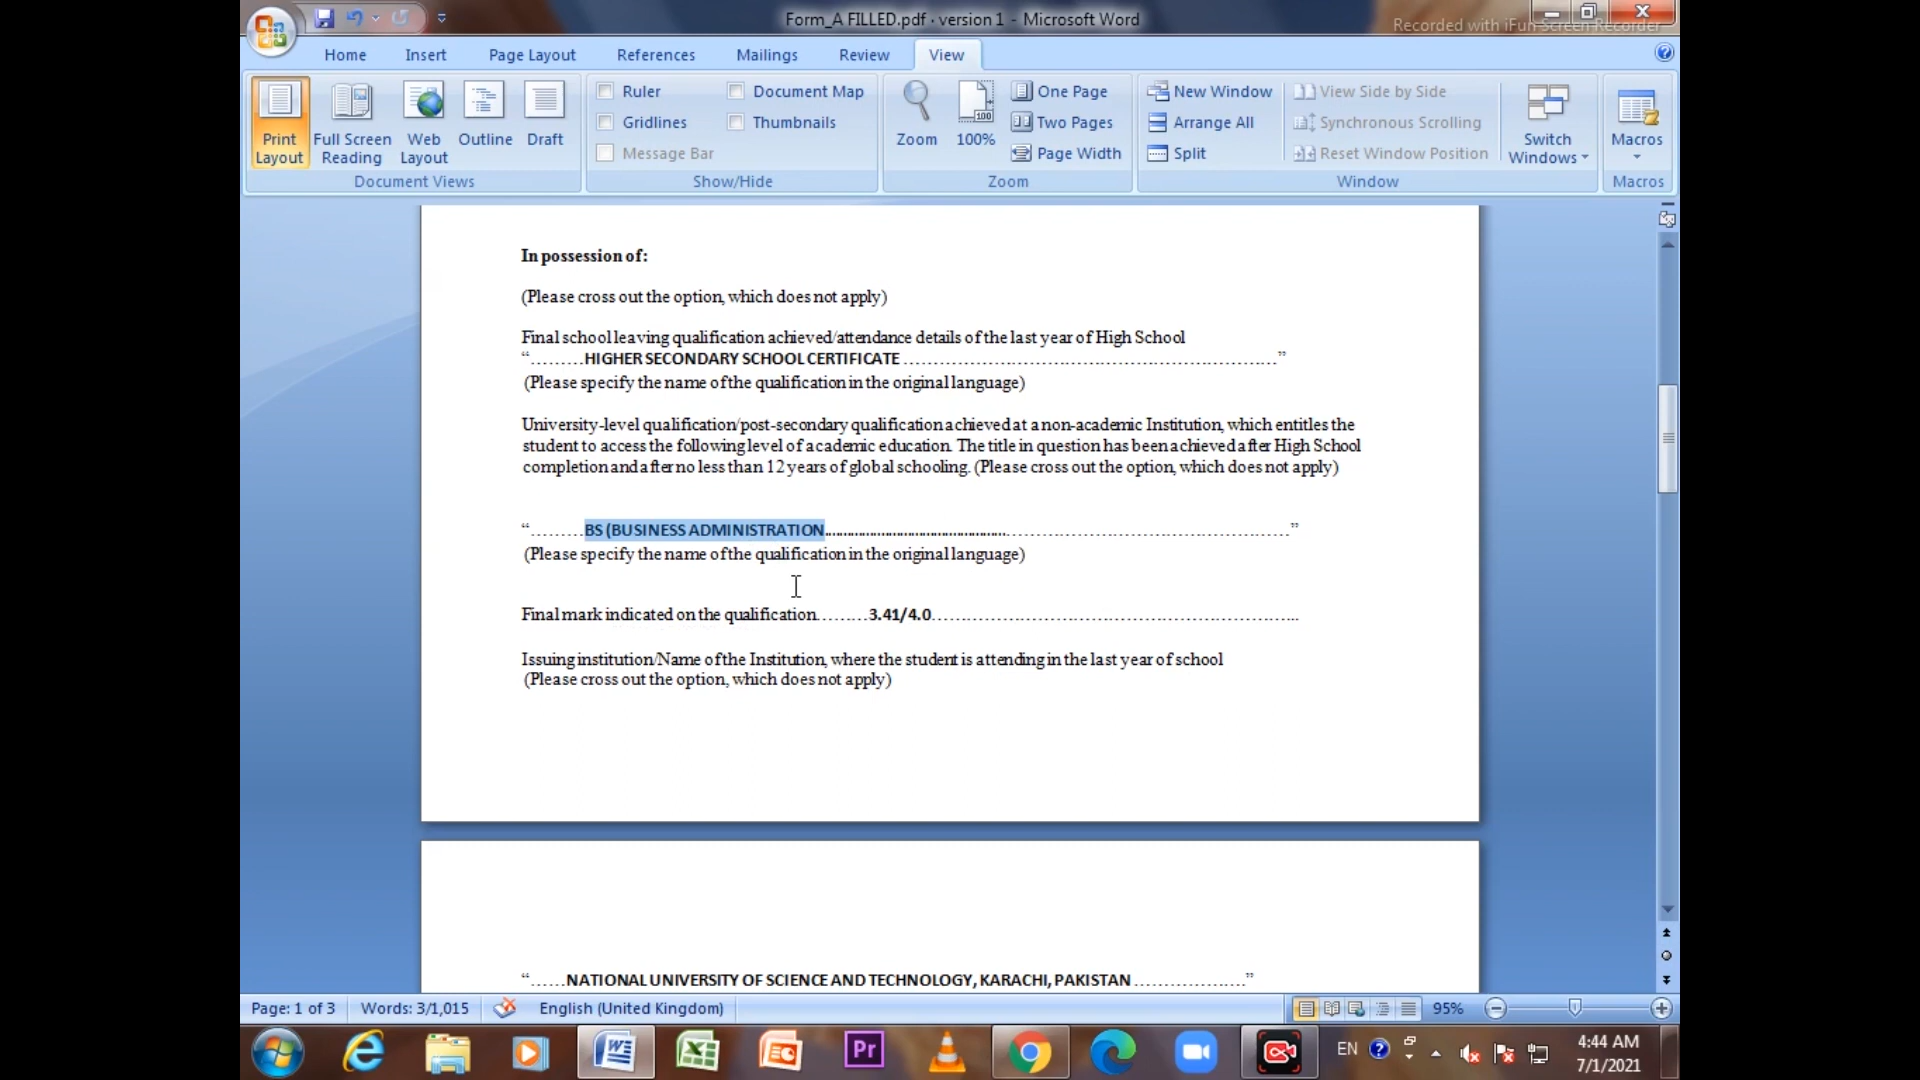 Form_A FILLED.pdf · version 1 - Microsoft Word
Recorded with iFun Screen Recorder
Home Insert Page Layout References Mailings Review View
Print Layout
Full Screen Reading
Web Layout
Outline
Draft
Document Views
Ruler
Gridlines
Message Bar
Document Map
Thumbnails
Show/Hide
Zoom
100
100%
One Page
Two Pages
Page Width
Zoom
New Window
Arrange All
Split
View Side by Side
Synchronous Scrolling
Reset Window Position
Switch Windows
Window
Macros
Macros
In possession of:
(Please cross out the option, which does not apply)
Final school leaving qualification achieved/attendance details of the last year of High School
“………HIGHER SECONDARY SCHOOL CERTIFICATE ……………………………………………………”
(Please specify the name of the qualification in the original language)
University-level qualification/post-secondary qualification achieved at a non-academic Institution, which entitles the
student to access the following level of academic education. The title in question has been achieved after High School
completion and after no less than 12 years of global schooling. (Please cross out the option, which does not apply)
“………BS (BUSINESS ADMINISTRATION…………………………………………………………………”
(Please specify the name of the qualification in the original language)
Final mark indicated on the qualification………3.41/4.0…………………………………………………...
Issuing institution/Name of the Institution, where the student is attending in the last year of school
(Please cross out the option, which does not apply)
“……NATIONAL UNIVERSITY OF SCIENCE AND TECHNOLOGY, KARACHI, PAKISTAN ……………….”
Page: 1 of 3 Words: 3/1,015 English (United Kingdom) 95%
Pr
EN
4:44 AM
7/1/2021